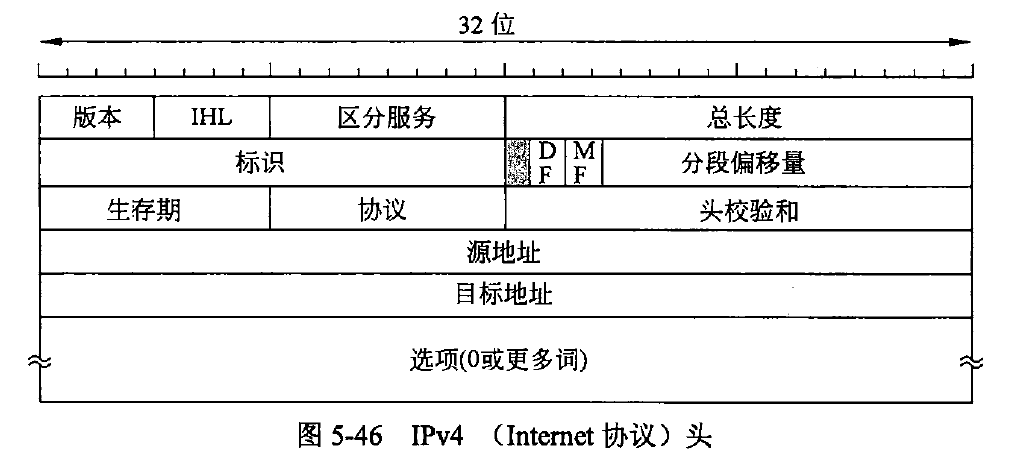 32 位
版本 IHL 区分服务 总长度
标识 DF MF 分段偏移量
生存期 协议 头校验和
源地址
目标地址
选项(0或更多词)
图 5-46 IPv4 （Internet 协议）头